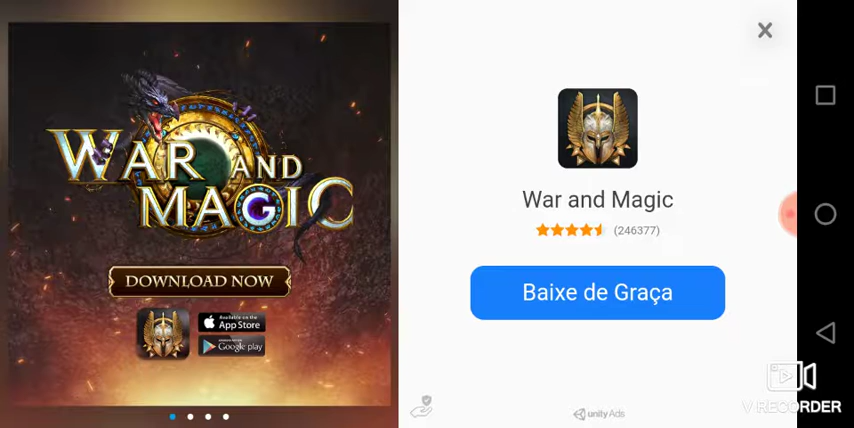 WAR AND
MAGIC
DOWNLOAD NOW
Available on the
App Store
Google play
War and Magic
(246377)
Baixe de Graça
unity Ads
V RECORDER